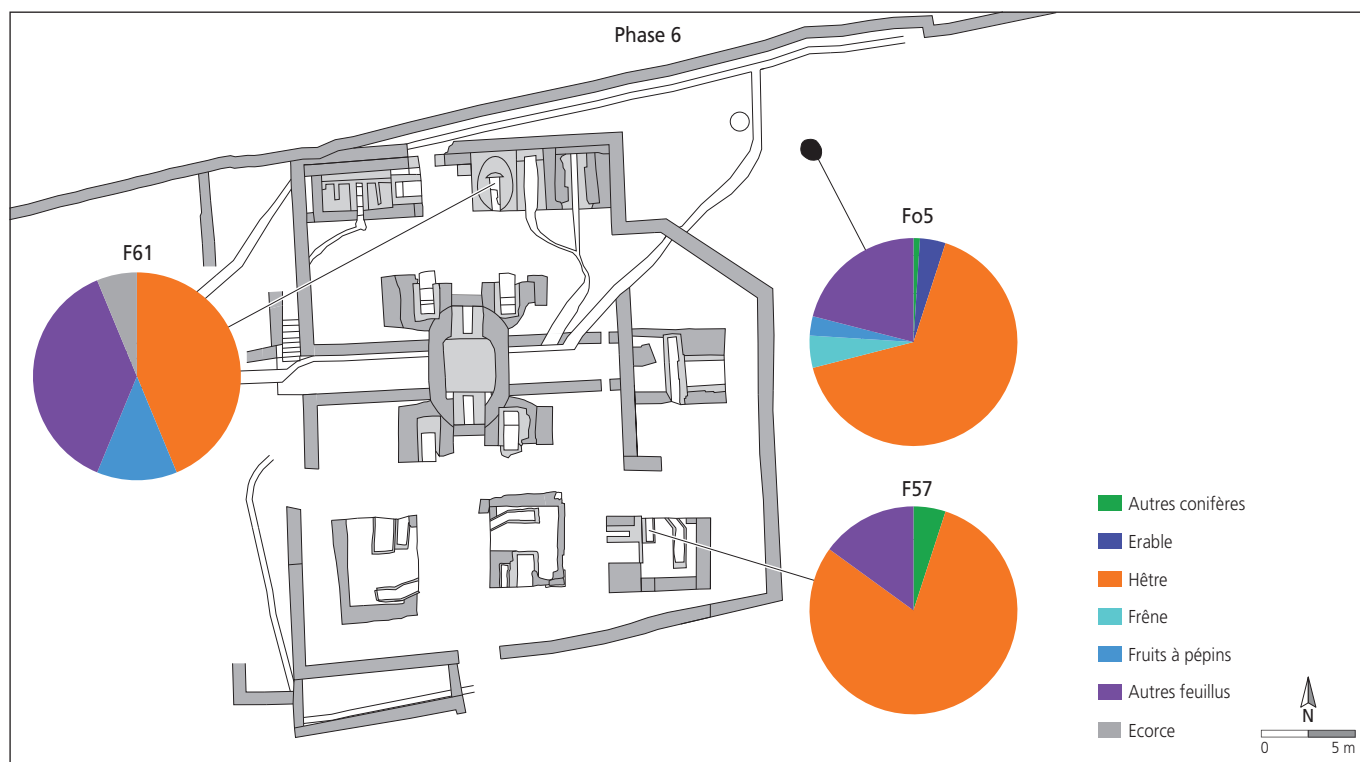 Phase 6
F61
Fo5
F57
Autres conifères
Erable
Hêtre
Frêne
Fruits à pépins
Autres feuillus
Ecorce
N
0 5 m